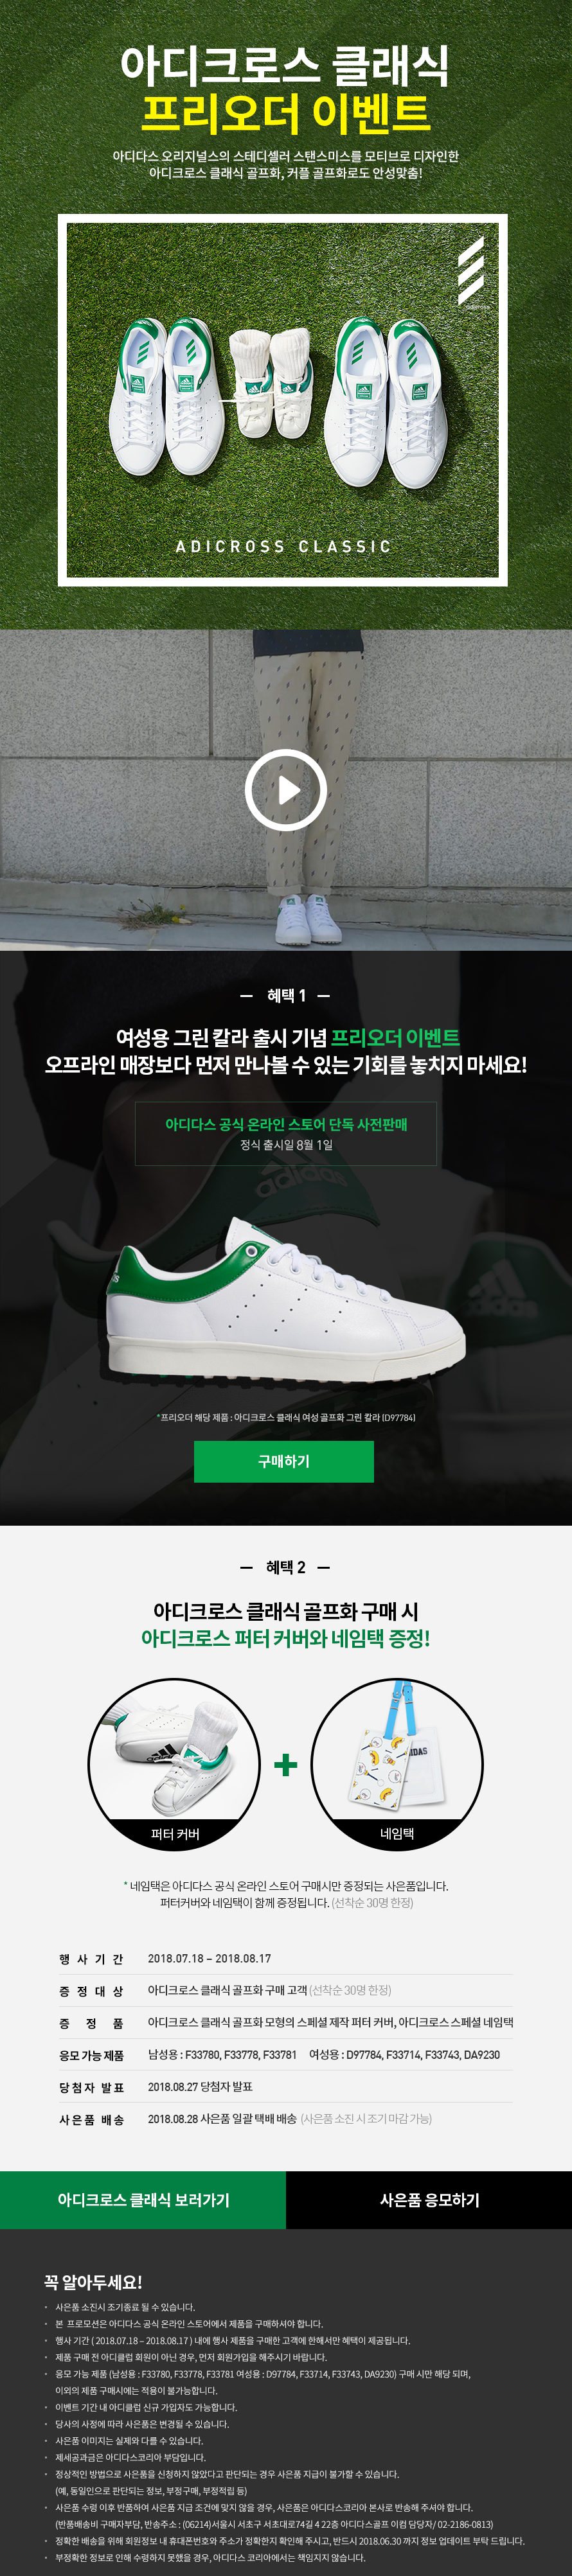 아디크로스 클래식
프리오더 이벤트
아디다스 오리지널스의 스테디셀러 스탠스미스를 모티브로 디자인한
아디크로스 클래식 골프화, 커플 골프화로도 안성맞춤!
adicross
ADICROSS CLASSIC
혜택 1
여성용 그린 칼라 출시 기념 프리오더 이벤트
오프라인 매장보다 먼저 만나볼 수 있는 기회를 놓치지 마세요!
아디다스 공식 온라인 스토어 단독 사전판매
정식 출시일 8월 1일
adidas
*프리오더 해당 제품 : 아디크로스 클래식 여성 골프화 그린 칼라 (D97784)
구매하기
혜택 2
아디크로스 클래식 골프화 구매 시
아디크로스 퍼터 커버와 네임택 증정!
퍼터 커버
+
네임택
* 네임택은 아디다스 공식 온라인 스토어 구매시만 증정되는 사은품입니다.
퍼터커버와 네임택이 함께 증정됩니다. (선착순 30명 한정)
행 사 기 간 2018.07.18 – 2018.08.17
증 정 대 상 아디크로스 클래식 골프화 구매 고객 (선착순 30명 한정)
증 정 품 아디크로스 클래식 골프화 모형의 스페셜 제작 퍼터 커버, 아디크로스 스페셜 네임택
응모 가능 제품 남성용 : F33780, F33778, F33781 여성용 : D97784, F33714, F33743, DA9230
당첨자 발표 2018.08.27 당첨자 발표
사은품 배송 2018.08.28 사은품 일괄 택배 배송 (사은품 소진 시 조기 마감 가능)
아디크로스 클래식 보러가기 사은품 응모하기
꼭 알아두세요!
• 사은품 소진시 조기종료 될 수 있습니다.
• 본 프로모션은 아디다스 공식 온라인 스토어에서 제품을 구매하셔야 합니다.
• 행사 기간 ( 2018.07.18 – 2018.08.17 ) 내에 행사 제품을 구매한 고객에 한해서만 혜택이 제공됩니다.
• 제품 구매 전 아디클럽 회원이 아닌 경우, 먼저 회원가입을 해주시기 바랍니다.
• 응모 가능 제품 (남성용 : F33780, F33778, F33781 여성용 : D97784, F33714, F33743, DA9230) 구매 시만 해당 되며,
이외의 제품 구매시에는 적용이 불가능합니다.
• 이벤트 기간 내 아디클럽 신규 가입자도 가능합니다.
• 당사의 사정에 따라 사은품은 변경될 수 있습니다.
• 사은품 이미지는 실제와 다를 수 있습니다.
• 제세공과금은 아디다스코리아 부담입니다.
• 정상적인 방법으로 사은품을 신청하지 않았다고 판단되는 경우 사은품 지급이 불가할 수 있습니다.
(예, 동일인으로 판단되는 정보, 부정구매, 부정적립 등)
• 사은품 수령 이후 반품하여 사은품 지급 조건에 맞지 않을 경우, 사은품은 아디다스코리아 본사로 반송해 주셔야 합니다.
(반품배송비 구매자부담, 반송주소 : (06214)서울시 서초구 서초대로74길 4 22층 아디다스골프 이컴 담당자/ 02-2186-0813)
• 정확한 배송을 위해 회원정보 내 휴대폰번호와 주소가 정확한지 확인해 주시고, 반드시 2018.06.30 까지 정보 업데이트 부탁 드립니다.
• 부정확한 정보로 인해 수령하지 못했을 경우, 아디다스 코리아에서는 책임지지 않습니다.